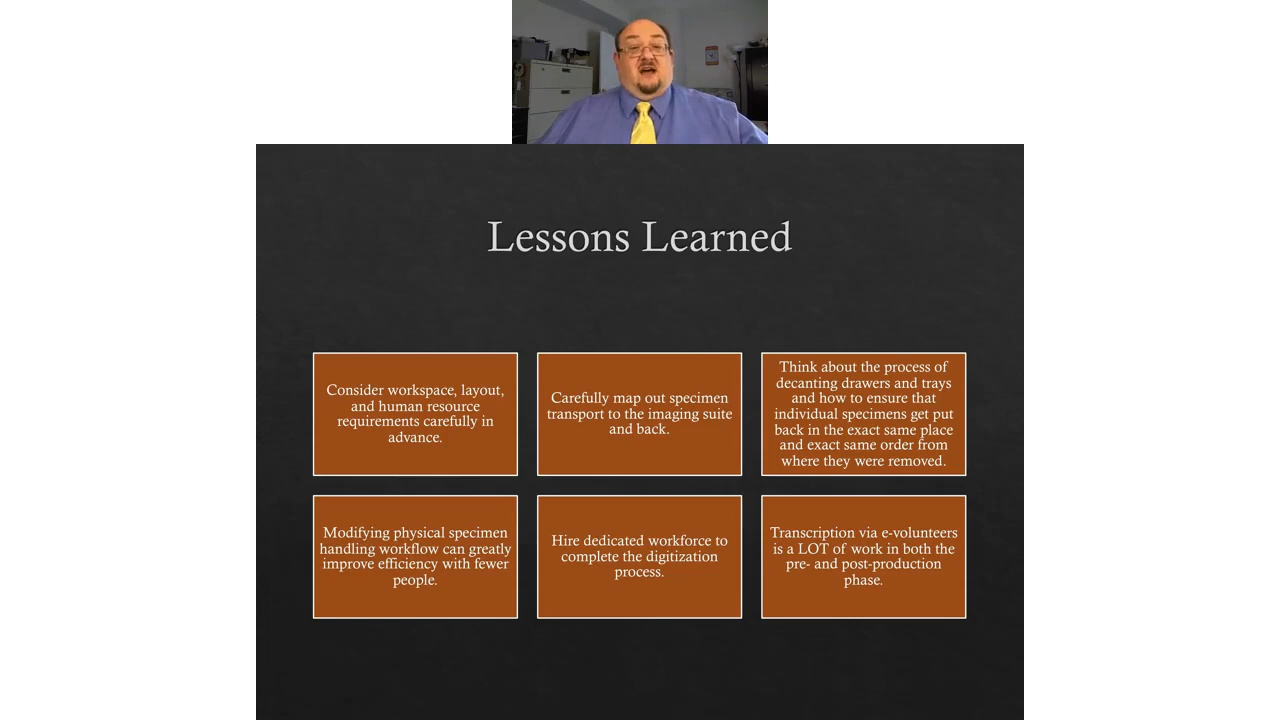 Lessons Learned
Consider workspace, layout,
and human resource
requirements carefully in
advance.
Carefully map out specimen
transport to the imaging suite
and back.
Think about the process of
decanting drawers and trays
and how to ensure that
individual specimens get put
back in the exact same place
and exact same order from
where they were removed.
Modifying physical specimen
handling workflow can greatly
improve efficiency with fewer
people.
Hire dedicated workforce to
complete the digitization
process.
Transcription via e-volunteers
is a LOT of work in both the
pre- and post-production
phase.